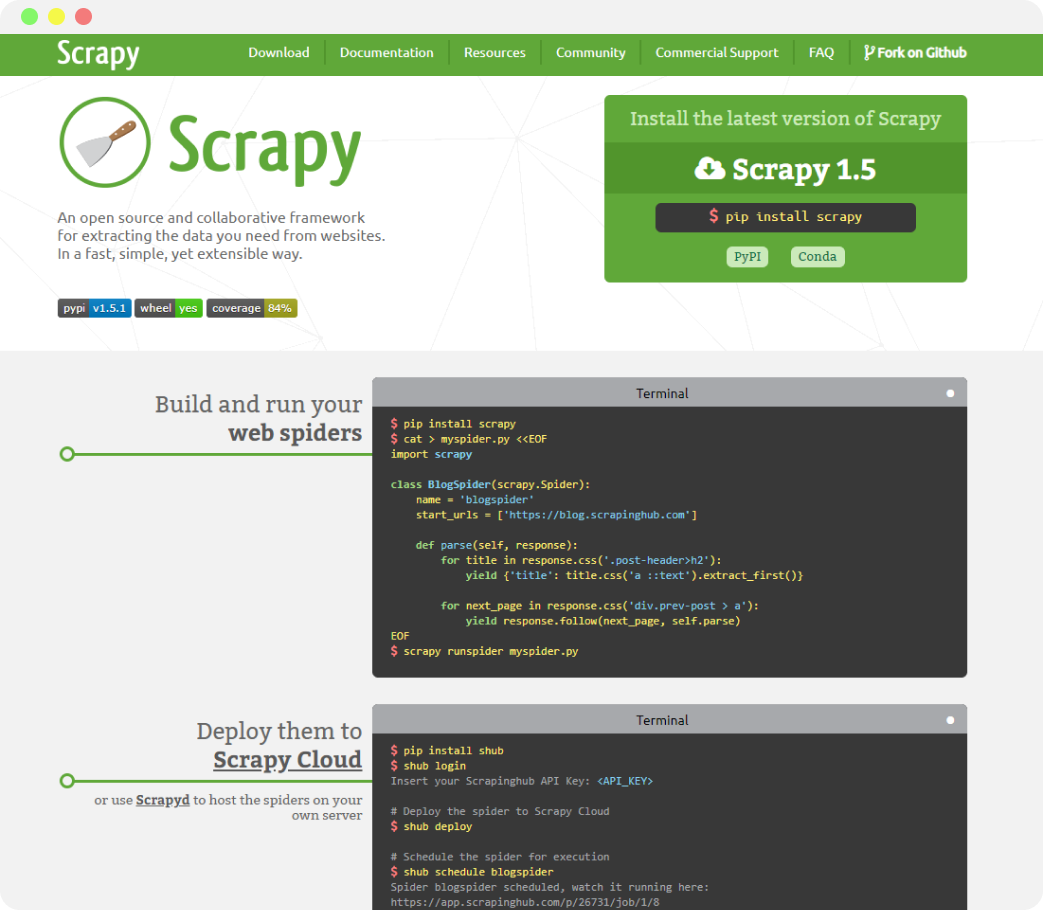 Scrapy Download Documentation Resources Community Commercial Support FAQ Fork on Github
Scrapy
An open source and collaborative framework
for extracting the data you need from websites.
In a fast, simple, yet extensible way.
pypi v1.5.1 wheel yes coverage 84%
Install the latest version of Scrapy
Scrapy 1.5
$ pip install scrapy
PyPI Conda
Build and run your
web spiders
Terminal
$ pip install scrapy
$ cat > myspider.py <<EOF
import scrapy
class BlogSpider(scrapy.Spider):
    name = 'blogspider'
    start_urls = ['https://blog.scrapinghub.com']
    def parse(self, response):
        for title in response.css('.post-header>h2'):
            yield {'title': title.css('a ::text').extract_first()}
        for next_page in response.css('div.prev-post > a'):
            yield response.follow(next_page, self.parse)
EOF
$ scrapy runspider myspider.py
Deploy them to
Scrapy Cloud
or use Scrapyd to host the spiders on your
own server
Terminal
$ pip install shub
$ shub login
Insert your Scrapinghub API Key: <API_KEY>
# Deploy the spider to Scrapy Cloud
$ shub deploy
# Schedule the spider for execution
$ shub schedule blogspider
Spider blogspider scheduled, watch it running here:
https://app.scrapinghub.com/p/26731/job/1/8